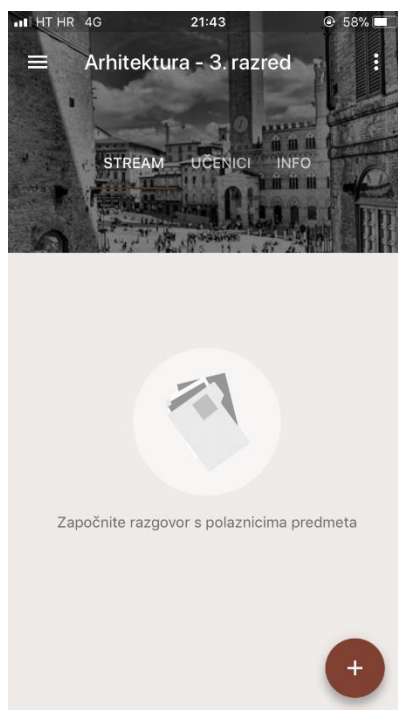 HT HR 4G 21:43 58%
Arhitektura - 3. razred
STREAM UČENICI INFO
Započnite razgovor s polaznicima predmeta
+